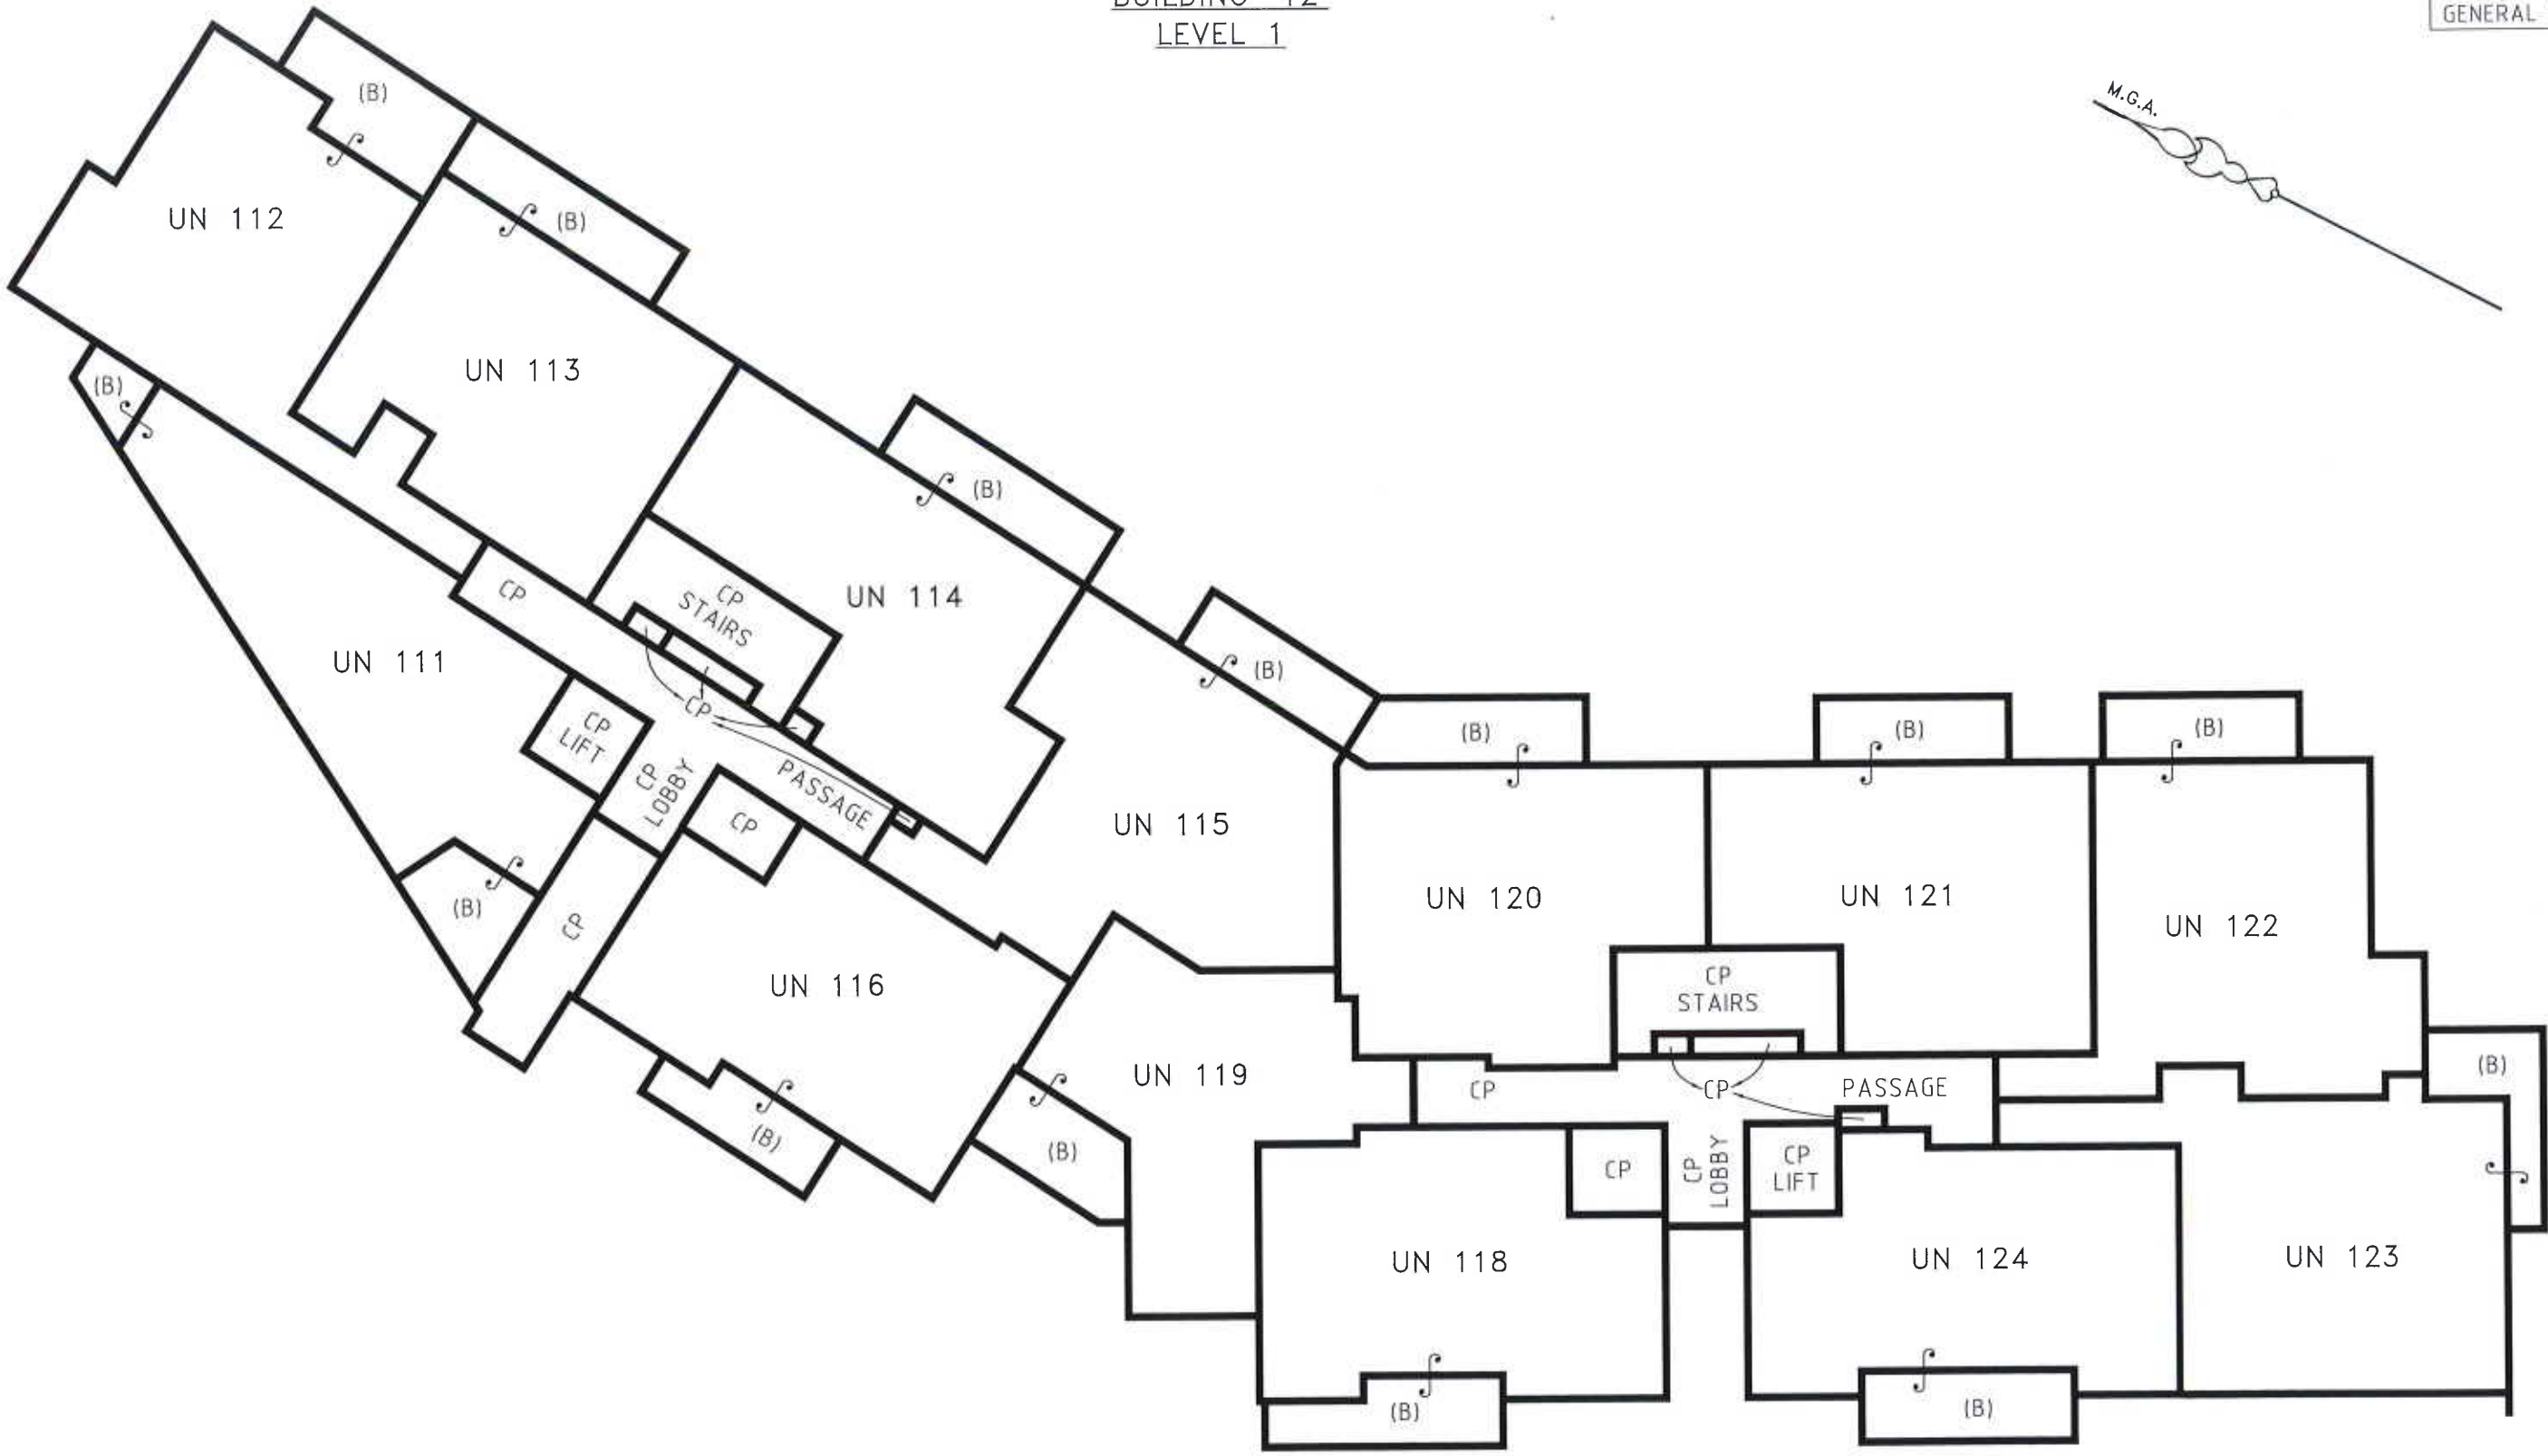 LEVEL 1
GENERAL
M.G.A.
(B)
UN 112
(B)
(B)
UN 113
(B)
CP
CP
STAIRS
UN 114
(B)
UN 111
CP
CP
LIFT
CP
LOBBY
PASSAGE
CP
(B)
UN 115
(B)
CP
UN 116
(B)
(B)
UN 119
(B)
UN 120
(B)
UN 121
(B)
UN 122
CP
STAIRS
(B)
CP
CP
PASSAGE
CP
CP
LOBBY
CP
LIFT
UN 118
UN 124
UN 123
(B)
(B)